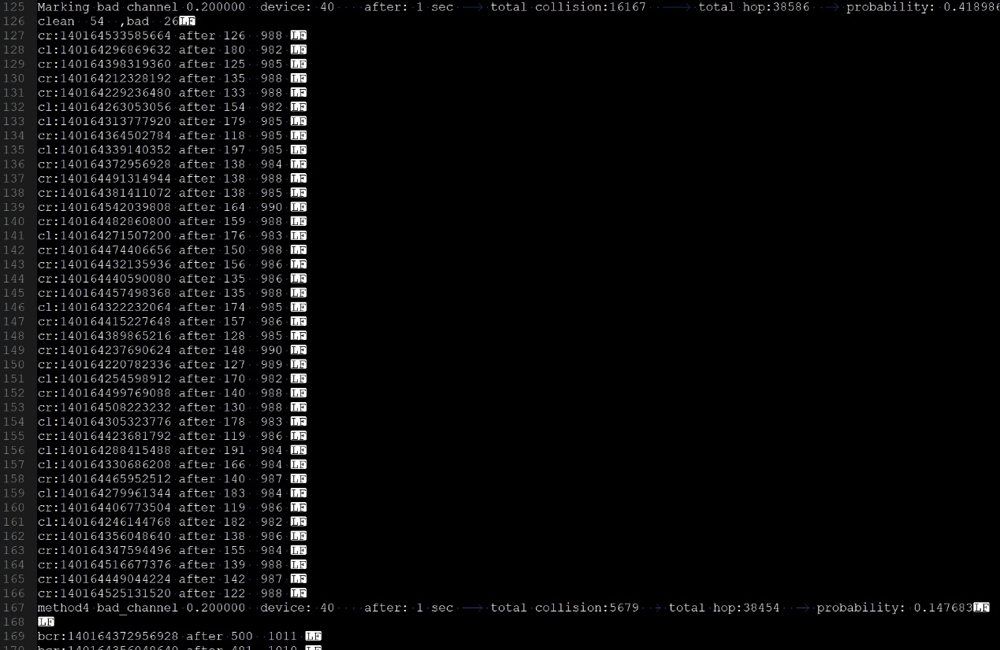 125 Marking bad channel 0.200000 device: 40 after: 1 sec → total collision:16167 → total hop:38586 → probability: 0.418986
126 clean 54 ,bad 26LF
127 cr:140164533585664 after 126 988 LF
128 cl:140164296869632 after 180 982 LF
129 cr:140164398319360 after 125 985 LF
130 cr:140164212328192 after 135 988 LF
131 cr:140164229236480 after 133 988 LF
132 cl:140164263053056 after 154 982 LF
133 cl:140164313777920 after 179 985 LF
134 cr:140164364502784 after 118 985 LF
135 cl:140164339140352 after 197 985 LF
136 cr:140164372956928 after 138 984 LF
137 cr:140164491314944 after 138 988 LF
138 cr:140164381411072 after 138 985 LF
139 cr:140164542039808 after 164 990 LF
140 cr:140164482860800 after 159 988 LF
141 cl:140164271507200 after 176 983 LF
142 cr:140164474406656 after 150 988 LF
143 cr:140164432135936 after 156 986 LF
144 cr:140164440590080 after 135 986 LF
145 cr:140164457498368 after 135 988 LF
146 cl:140164322232064 after 174 985 LF
147 cr:140164415227648 after 157 986 LF
148 cr:140164389865216 after 128 985 LF
149 cr:140164237690624 after 148 990 LF
150 cr:140164220782336 after 127 989 LF
151 cl:140164254598912 after 170 982 LF
152 cr:140164499769088 after 140 988 LF
153 cr:140164508223232 after 130 988 LF
154 cl:140164305323776 after 178 983 LF
155 cr:140164423681792 after 119 986 LF
156 cl:140164288415488 after 191 984 LF
157 cl:140164330686208 after 166 984 LF
158 cr:140164465952512 after 140 987 LF
159 cl:140164279961344 after 183 984 LF
160 cr:140164406773504 after 119 986 LF
161 cl:140164246144768 after 182 982 LF
162 cr:140164356048640 after 138 986 LF
163 cr:140164347594496 after 155 984 LF
164 cr:140164516677376 after 139 988 LF
165 cr:140164449044224 after 142 987 LF
166 cr:140164525131520 after 122 988 LF
167 method4 bad_channel 0.200000 device: 40 after: 1 sec → total collision:5679 → total hop:38454 → probability: 0.147683LF
168 LF
169 bcr:140164372956928 after 500 1011 LF
170 bcr:140164356048640 after 481 1010 LF